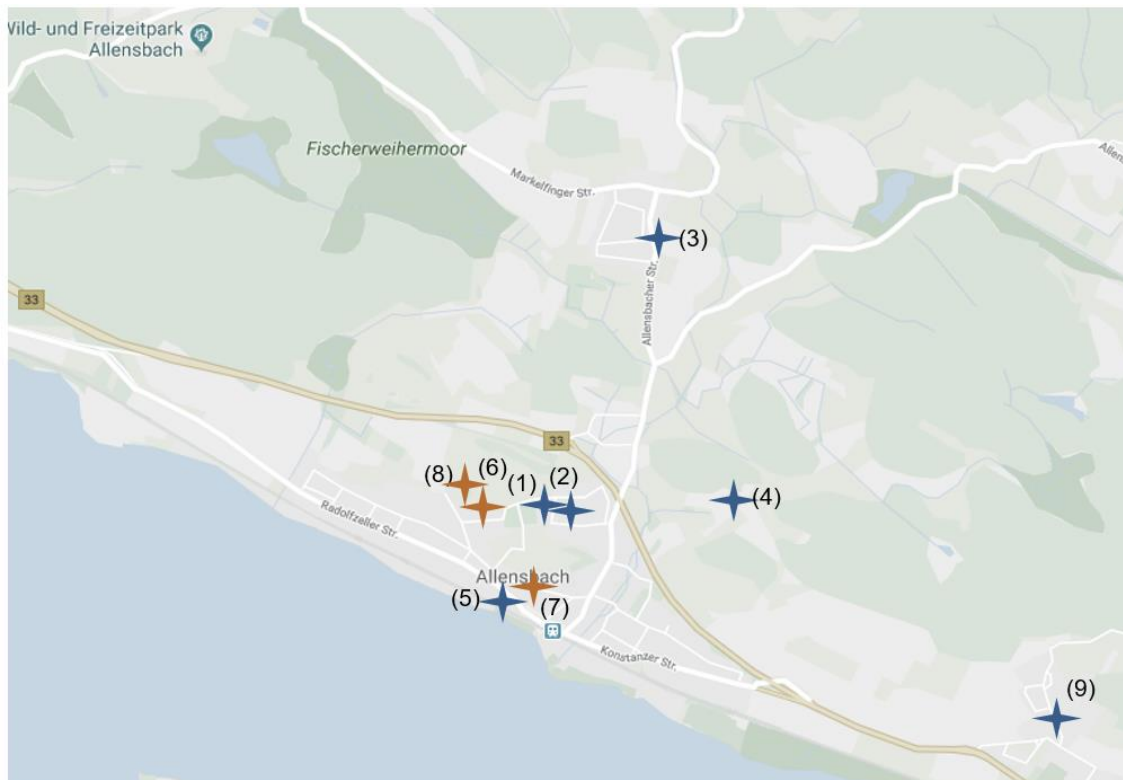 Wild- und Freizeitpark
Allensbach
Fischerweihermoor
Markelfinger Str.
(3)
Allensbacher Str.
33
33
(8)
(6)
(1)
(2)
(4)
Radolfzeller Str.
Allensbach
(5)
(7)
Konstanzer Str.
(9)